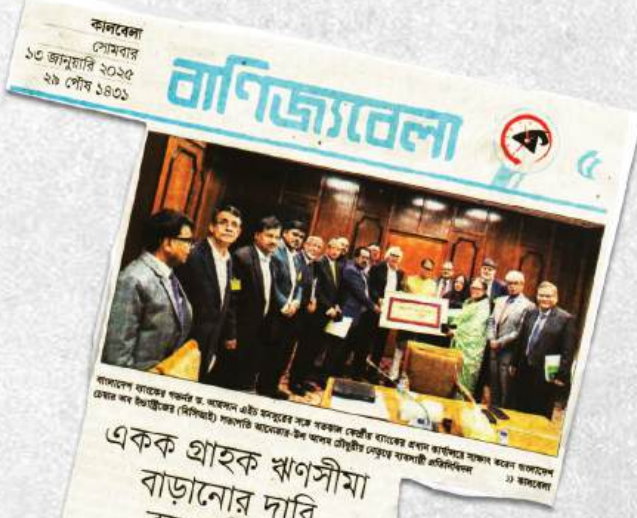 কালবেলা
সোমবার
১৩ জানুয়ারি ২০২৫
২৯ পৌষ ১৪৩১
বাণিজ্যবেলা
৫
বাংলাদেশ ব্যাংকের গভর্নর ড. আহসান এইচ মনসুরের সঙ্গে গতকাল কেন্দ্রীয় ব্যাংকের প্রধান কার্যালয়ে সাক্ষাৎ করেন বাংলাদেশ
চেম্বার অব ইন্ডাস্ট্রিজের (বিসিআই) সভাপতি আনোয়ার-উল আলম চৌধুরীর নেতৃত্বে ব্যবসায়ী প্রতিনিধিদল
কালবেলা
একক গ্রাহক ঋণসীমা
বাড়ানোর দাবি